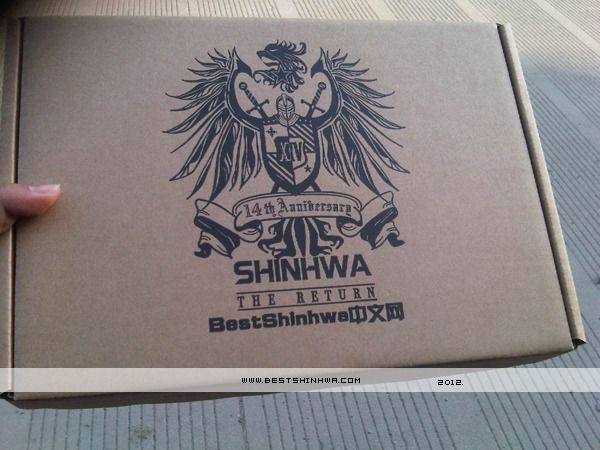 XIV
14th Anniversary
SHINHWA
THE RETURN
BestShinhwa中文网
WWW.BESTSHINHWA.COM
2012.